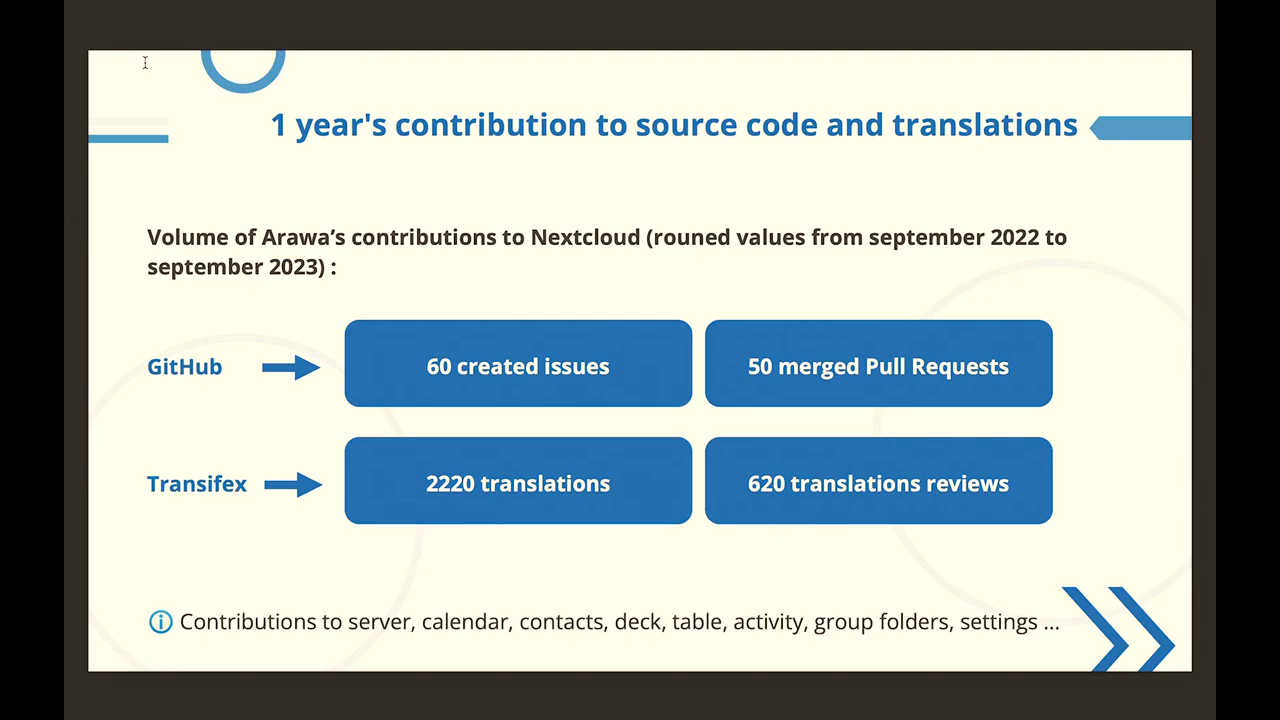 1 year's contribution to source code and translations
Volume of Arawa’s contributions to Nextcloud (rouned values from september 2022 to
september 2023) :
GitHub
60 created issues
50 merged Pull Requests
Transifex
2220 translations
620 translations reviews
Contributions to server, calendar, contacts, deck, table, activity, group folders, settings ...